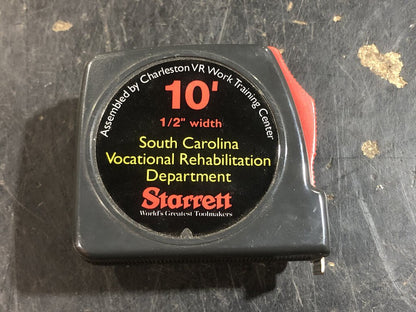 Assembled by Charleston VR Work Training Center
10'
1/2" width
South Carolina
Vocational Rehabilitation
Department
Starrett
World's Greatest Toolmakers